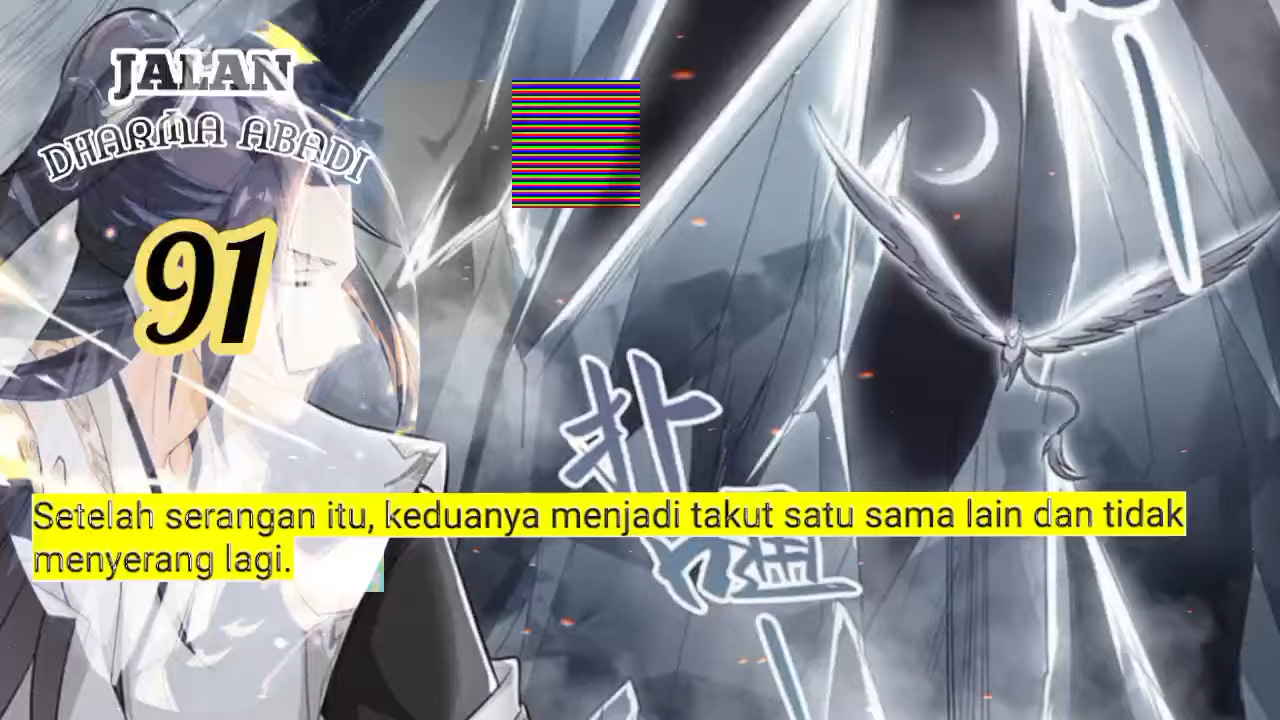 JALAN
DHARMA ABADI
91
Setelah serangan itu, keduanya menjadi takut satu sama lain dan tidak
menyerang lagi.